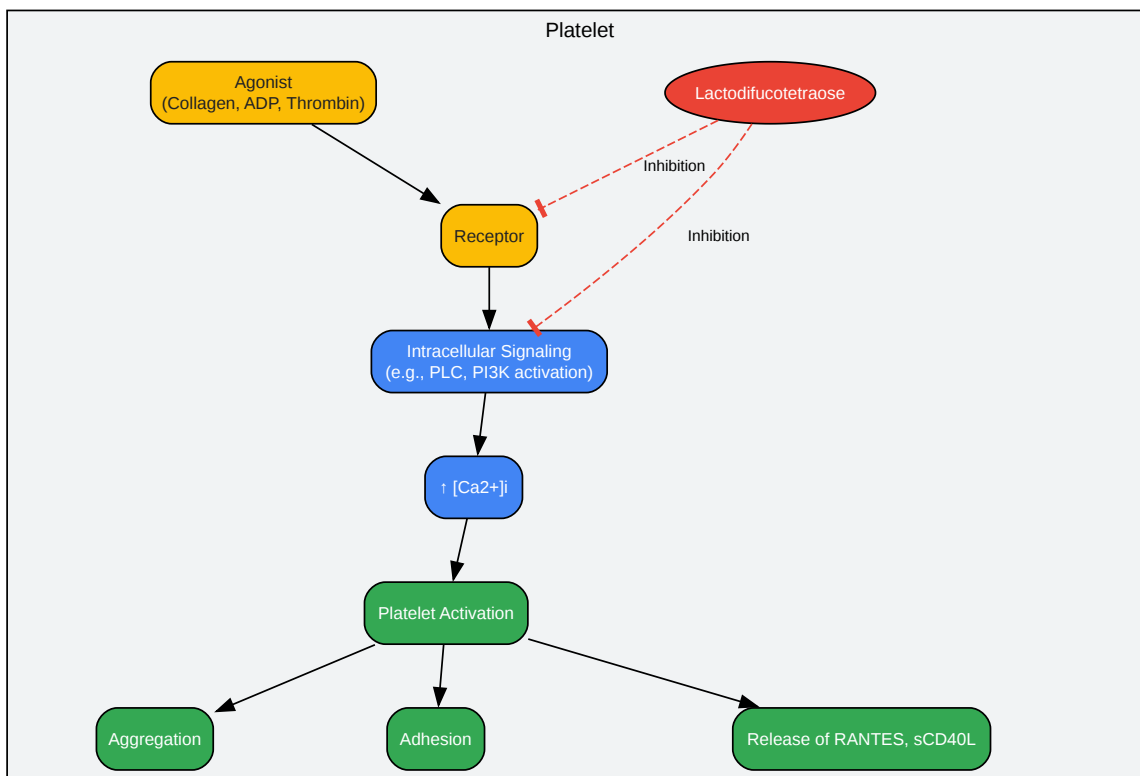 Platelet
Agonist
(Collagen, ADP, Thrombin)
Lactodifucotetraose
Inhibition
Receptor
Inhibition
Intracellular Signaling
(e.g., PLC, PI3K activation)
↑ [Ca2+]i
Platelet Activation
Aggregation
Adhesion
Release of RANTES, sCD40L